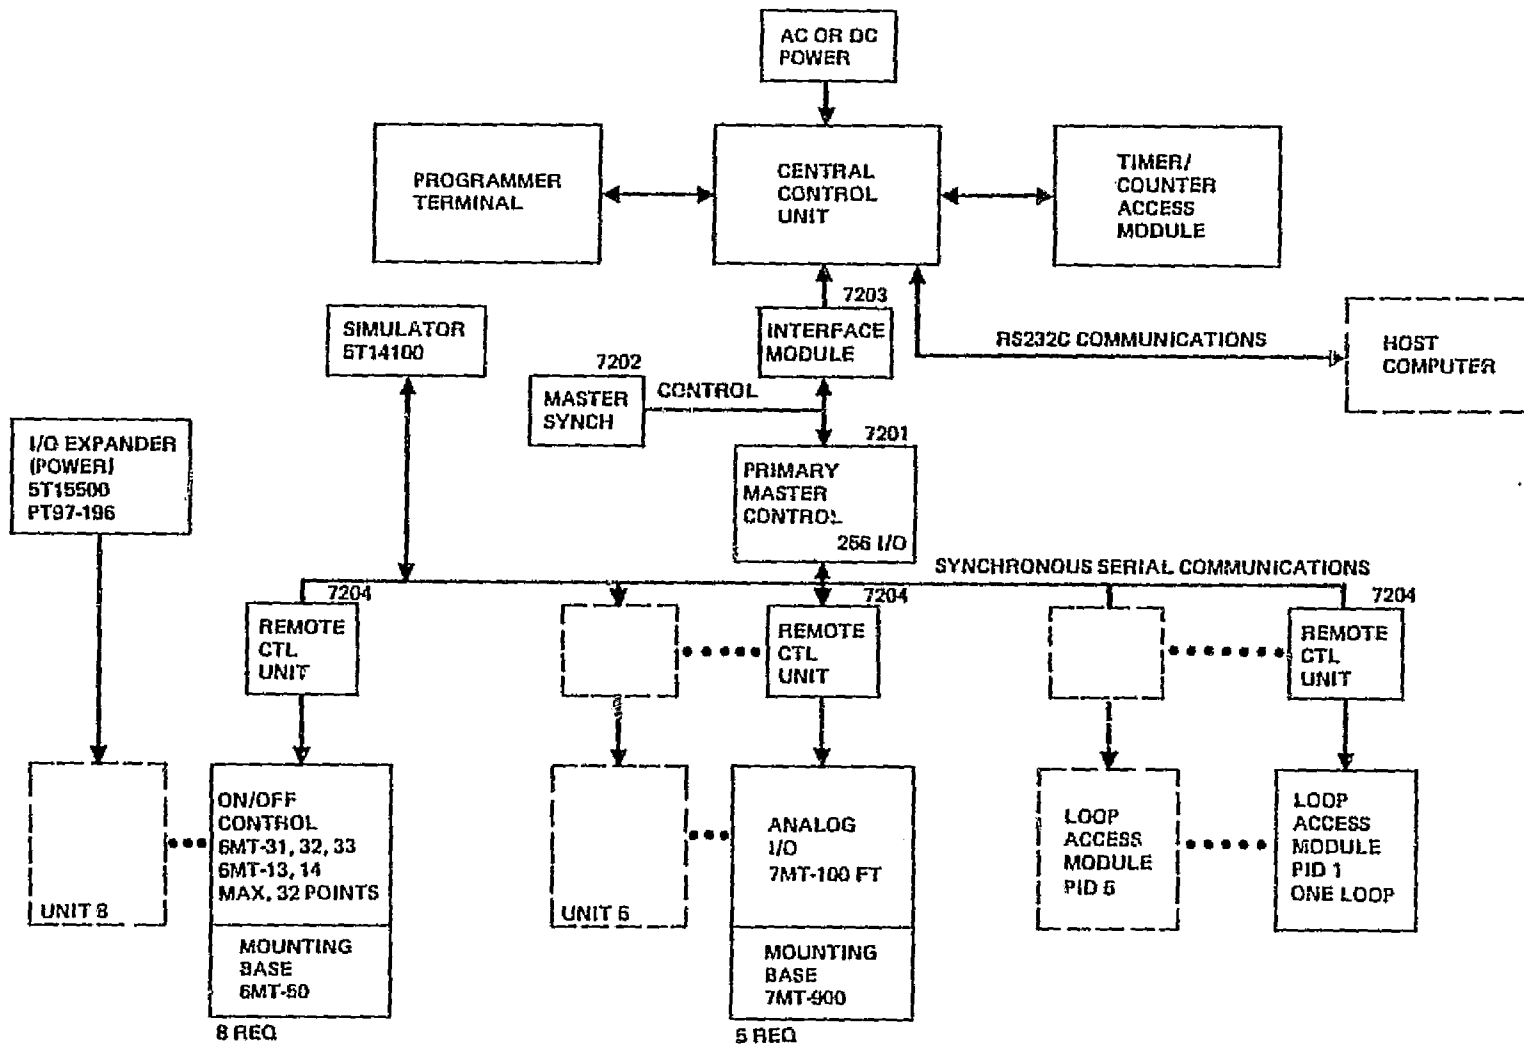 AC OR DC
POWER
PROGRAMMER
TERMINAL
CENTRAL
CONTROL
UNIT
TIMER/
COUNTER
ACCESS
MODULE
7203
SIMULATOR
5T14100
INTERFACE
MODULE
RS232C COMMUNICATIONS
HOST
COMPUTER
7202
MASTER
SYNCH
CONTROL
7201
I/O EXPANDER
(POWER)
5T15500
PT97-196
PRIMARY
MASTER
CONTROL
256 I/O
SYNCHRONOUS SERIAL COMMUNICATIONS
7204
REMOTE
CTL
UNIT
7204
REMOTE
CTL
UNIT
7204
REMOTE
CTL
UNIT
UNIT 8
ON/OFF
CONTROL
6MT-31, 32, 33
6MT-13, 14
MAX. 32 POINTS
MOUNTING
BASE
6MT-50
8 REQ
UNIT 5
ANALOG
I/O
7MT-100 FT
MOUNTING
BASE
7MT-900
5 REQ
LOOP
ACCESS
MODULE
PID 5
LOOP
ACCESS
MODULE
PID 1
ONE LOOP